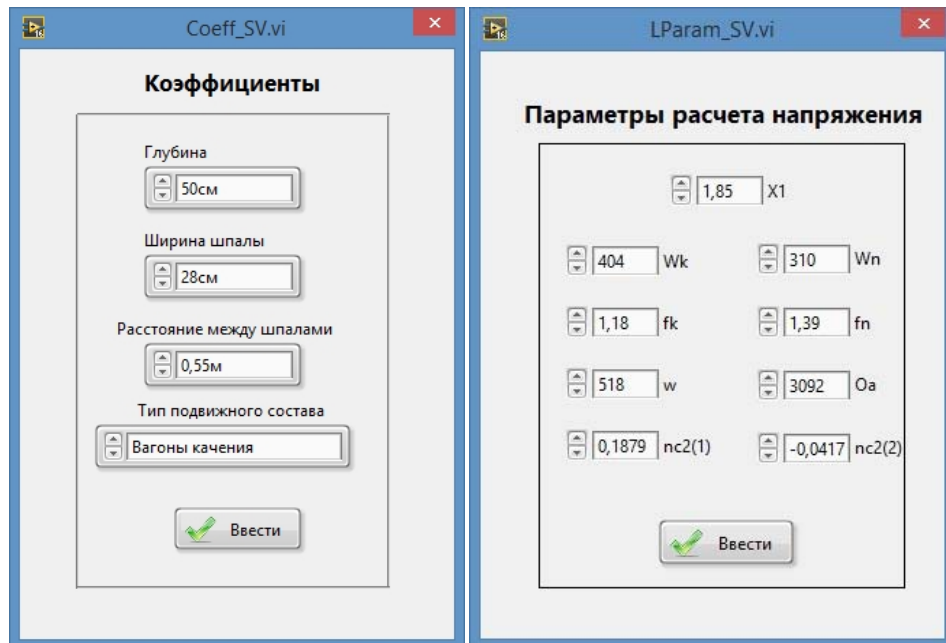 Coeff_SV.vi
Коэффициенты
Глубина
50см
Ширина шпалы
28см
Расстояние между шпалами
0,55м
Тип подвижного состава
Вагоны качения
Ввести
LParam_SV.vi
Параметры расчета напряжения
1,85 X1
404 Wk 310 Wn
1,18 fk 1,39 fn
518 w 3092 Oa
0,1879 nc2(1) -0,0417 nc2(2)
Ввести